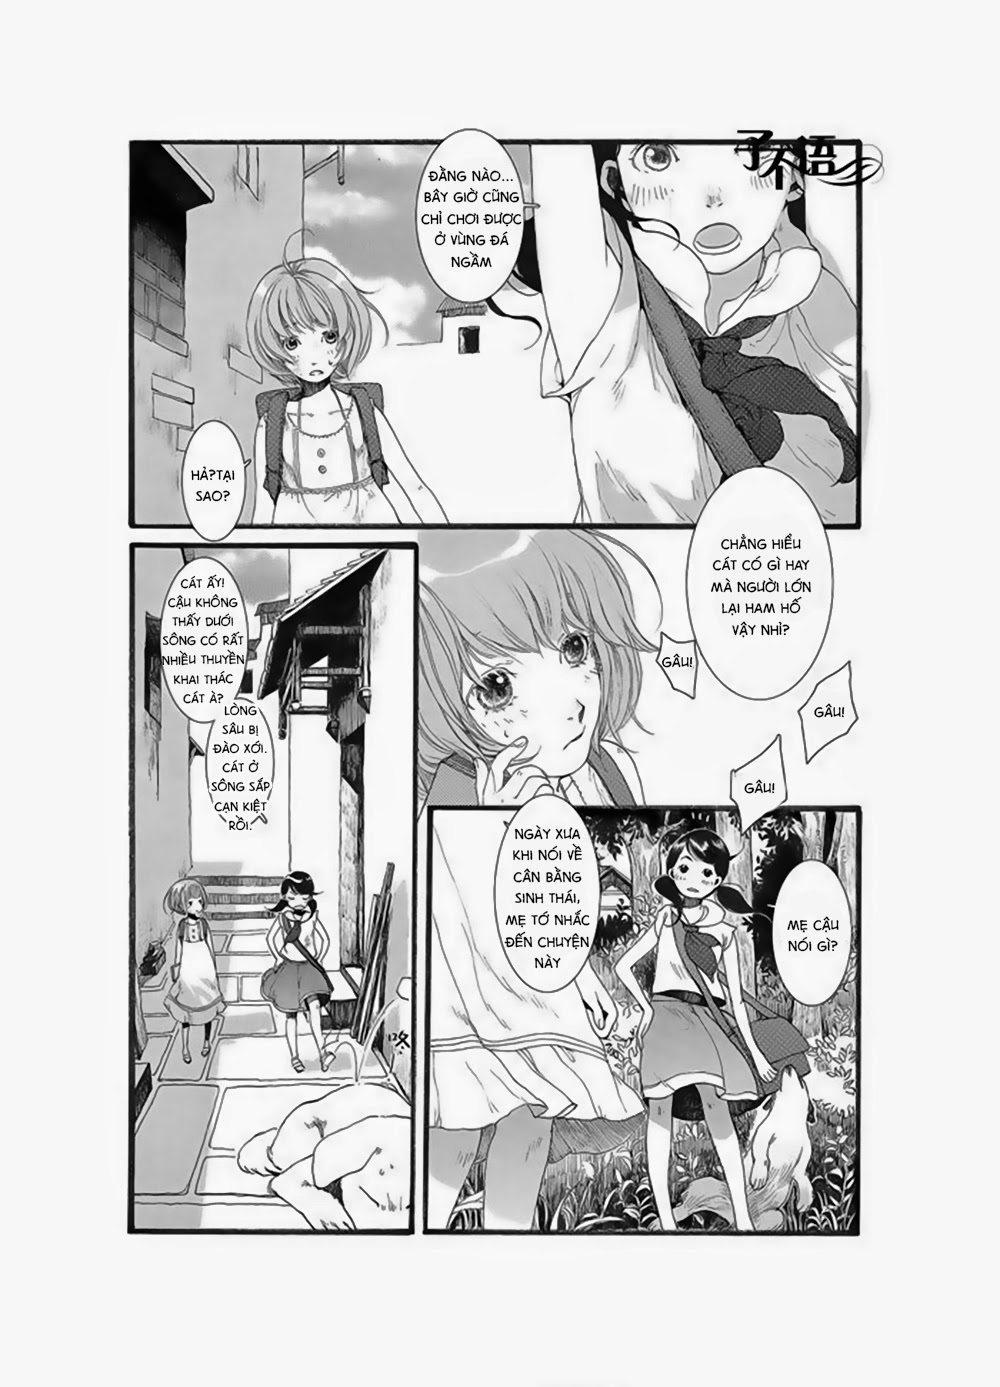 子不语
ĐẰNG NÀO...
BÂY GIỜ CŨNG
CHỈ CHƠI ĐƯỢC
Ở VÙNG ĐÁ
NGẦM
HẢ?TẠI
SAO?
CÁT ẤY!
CẬU KHÔNG
THẤY DƯỚI
SÔNG CÓ RẤT
NHIỀU THUYỀN
KHAI THÁC
CÁT À?
LÒNG
SÂU BỊ
ĐÀO XỚI.
CÁT Ở
SÔNG SẮP
CẠN KIỆT
RỒI.
CHẲNG HIỂU
CÁT CÓ GÌ HAY
MÀ NGƯỜI LỚN
LẠI HAM HỐ
VẬY NHỈ?
GÂU!
GÂU!
GÂU!
NGÀY XƯA
KHI NÓI VỀ
CÂN BẰNG
SINH THÁI,
MẸ TỚ NHẮC
ĐẾN CHUYỆN
NÀY
MẸ CẬU
NÓI GÌ?